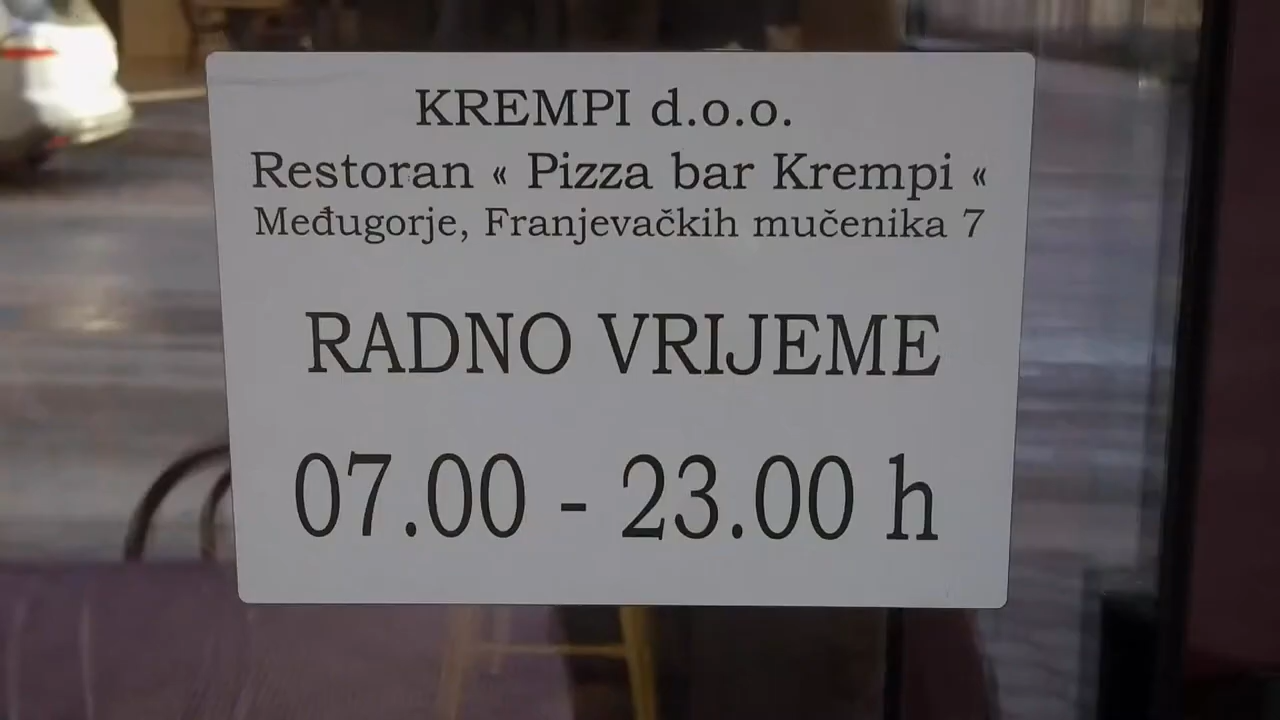 KREMPI d.o.o.
Restoran « Pizza bar Krempi «
Međugorje, Franjevačkih mučenika 7
RADNO VRIJEME
07.00 - 23.00 h